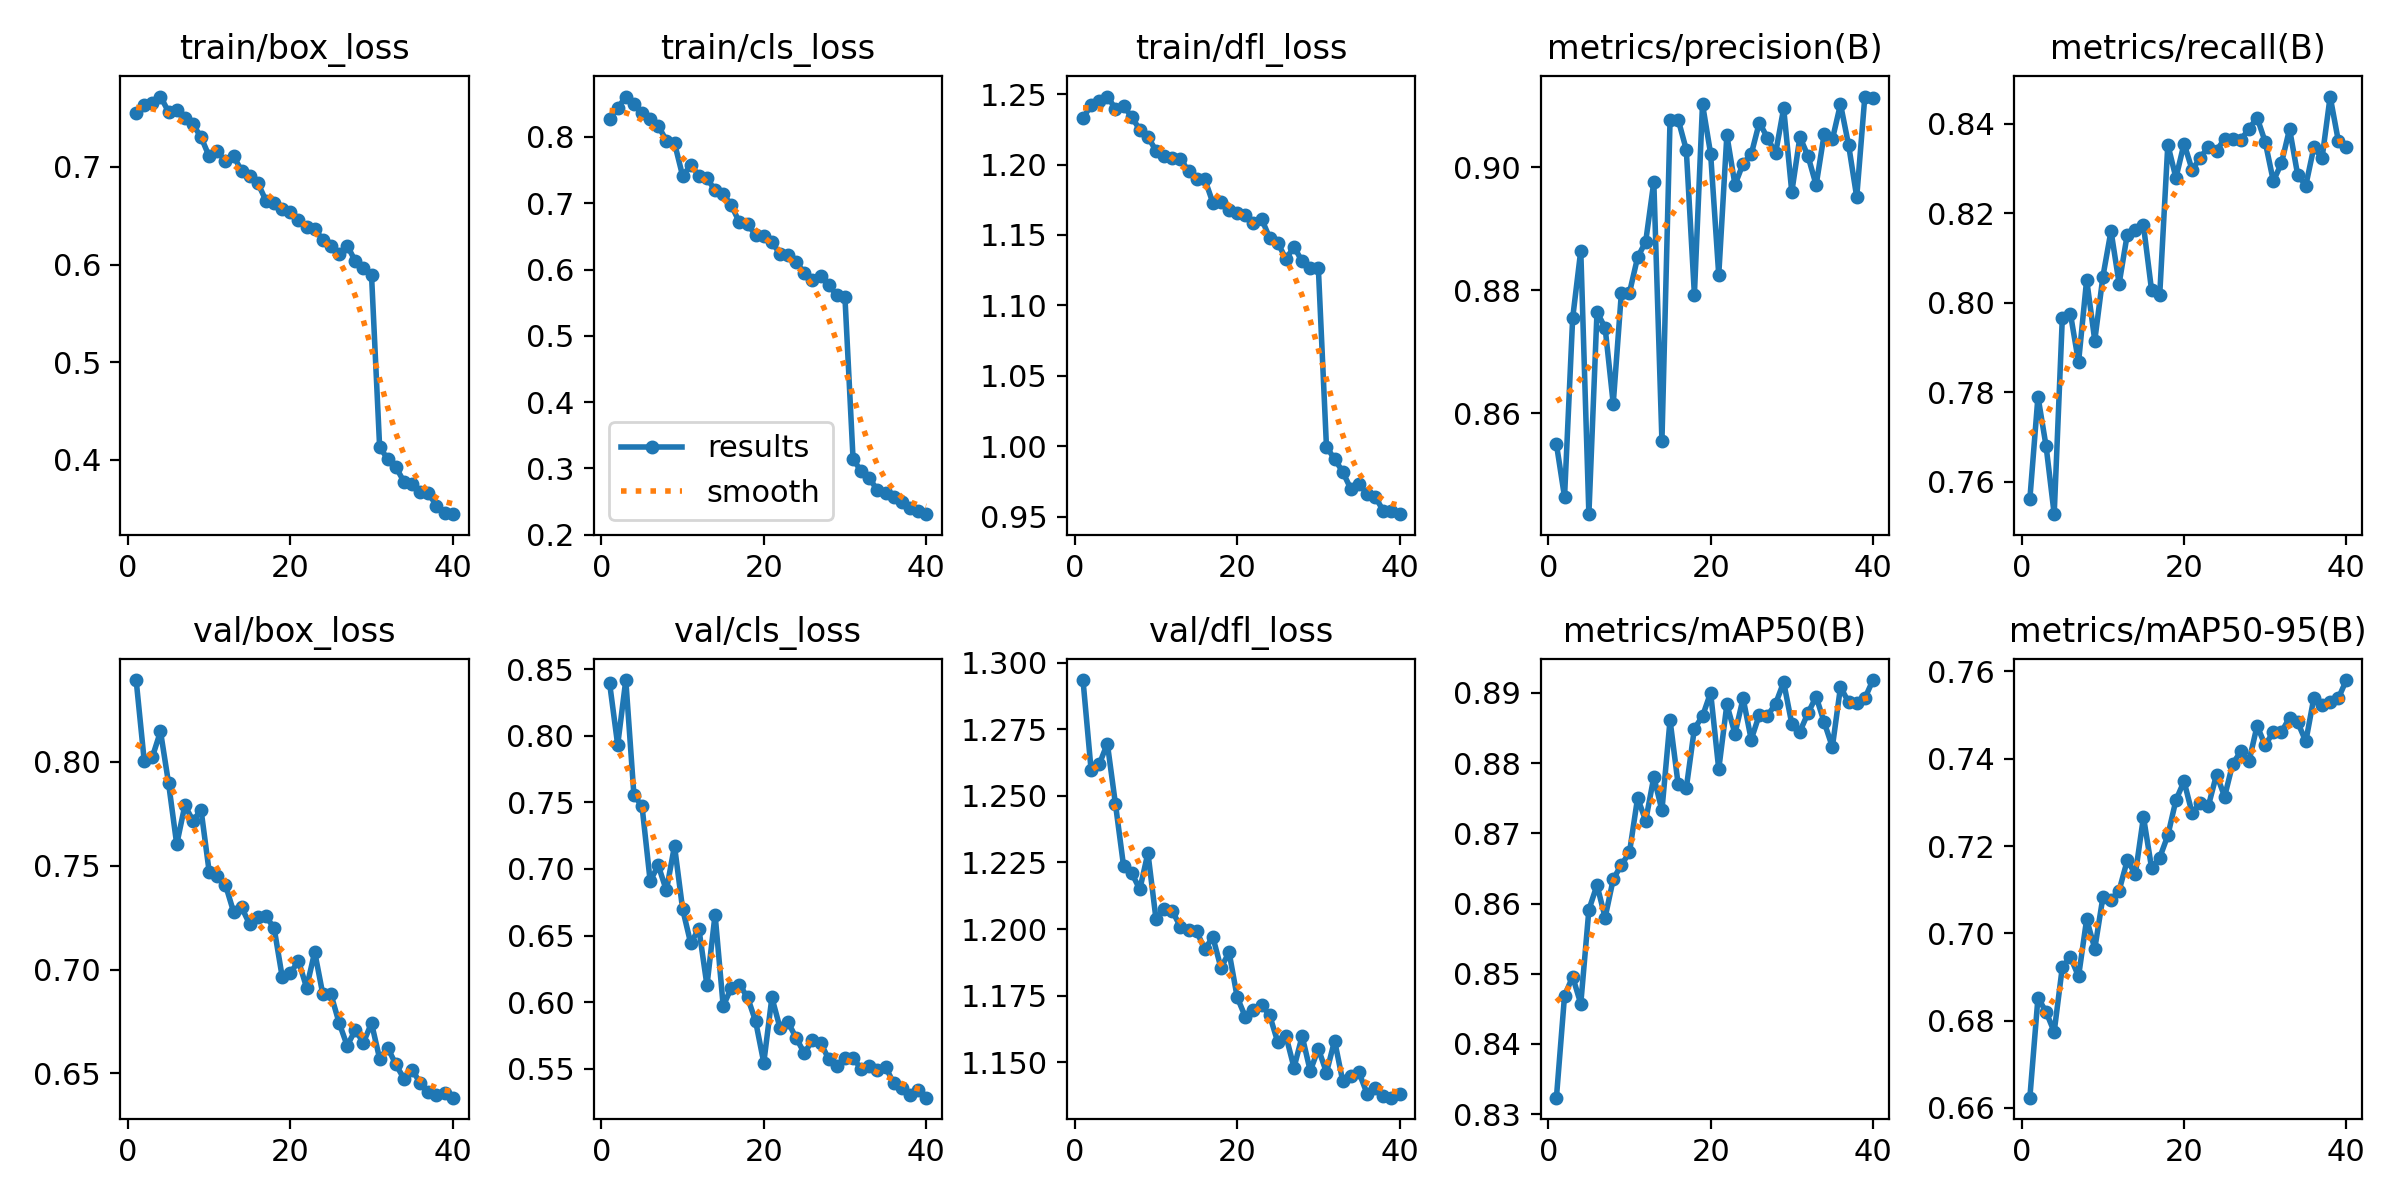 train/box_loss
train/cls_loss
train/dfl_loss
metrics/precision(B)
metrics/recall(B)
0.7
0.6
0.5
0.4
0 20 40
0.8
0.7
0.6
0.5
0.4
0.3
0.2
results
smooth
0 20 40
1.25
1.20
1.15
1.10
1.05
1.00
0.95
0 20 40
0.90
0.88
0.86
0 20 40
0.84
0.82
0.80
0.78
0.76
0 20 40
val/box_loss
val/cls_loss
val/dfl_loss
metrics/mAP50(B)
metrics/mAP50-95(B)
0.80
0.75
0.70
0.65
0 20 40
0.85
0.80
0.75
0.70
0.65
0.60
0.55
0 20 40
1.300
1.275
1.250
1.225
1.200
1.175
1.150
0 20 40
0.89
0.88
0.87
0.86
0.85
0.84
0.83
0 20 40
0.76
0.74
0.72
0.70
0.68
0.66
0 20 40